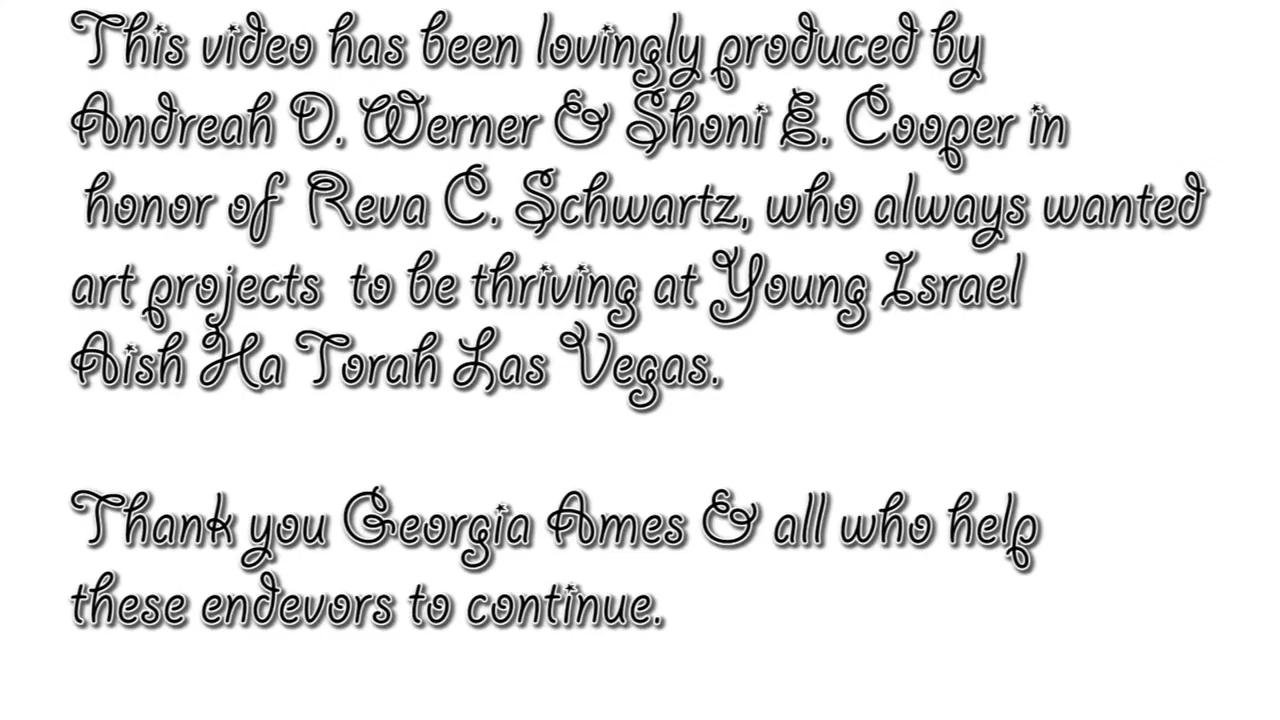 This video has been lovingly produced by
Andreah D. Werner & Shoni E. Cooper in
honor of Reva C. Schwartz, who always wanted
art projects to be thriving at Young Israel
Aish Ha Torah Las Vegas.
Thank you Georgia Ames & all who help
these endevors to continue.